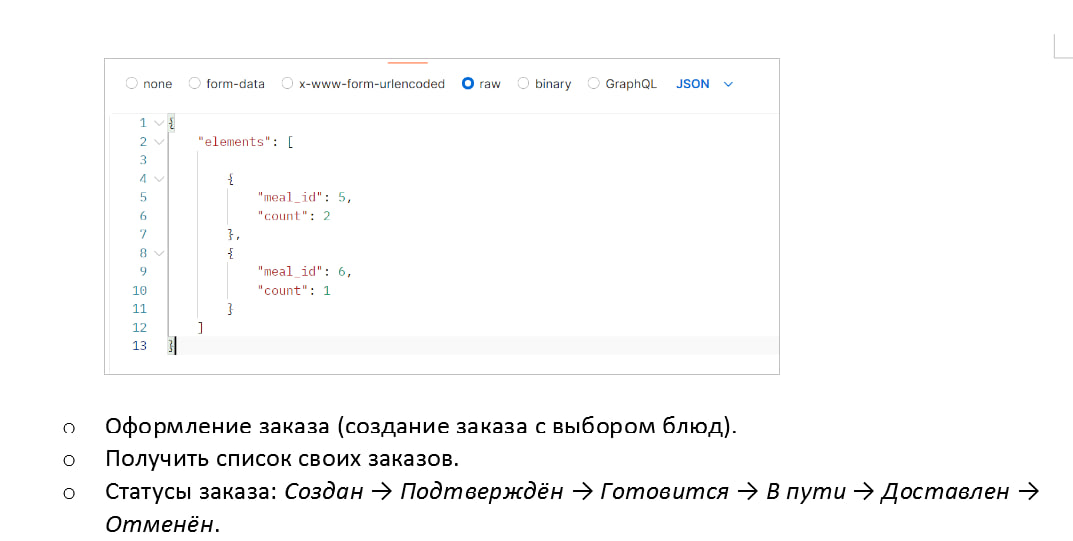 none form-data x-www-form-urlencoded raw binary GraphQL JSON
1 {
2 "elements": [
3
4 {
5 "meal_id": 5,
6 "count": 2
7 },
8 {
9 "meal_id": 6,
10 "count": 1
11 }
12 ]
13 }
o Оформление заказа (создание заказа с выбором блюд).
o Получить список своих заказов.
o Статусы заказа: Создан → Подтверждён → Готовится → В пути → Доставлен →
Отменён.